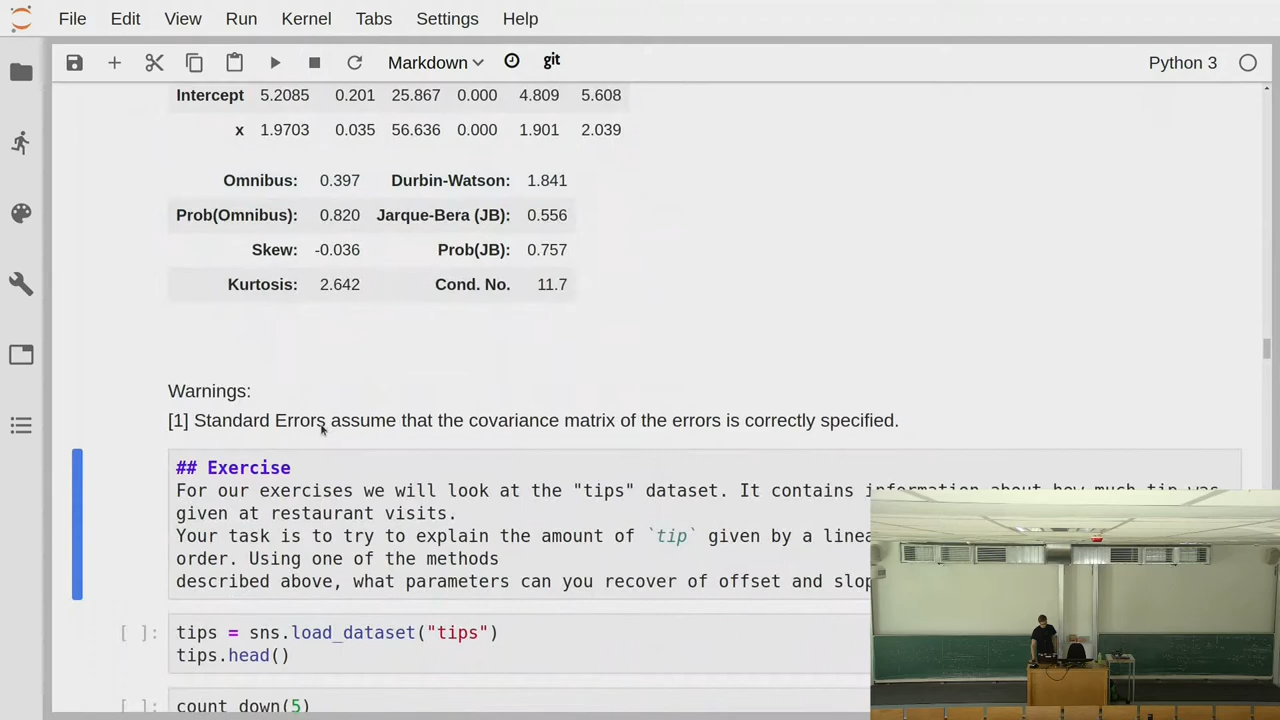 File Edit View Run Kernel Tabs Settings Help
Markdown git Python 3
Intercept 5.2085 0.201 25.867 0.000 4.809 5.608
x 1.9703 0.035 56.636 0.000 1.901 2.039
Omnibus: 0.397 Durbin-Watson: 1.841
Prob(Omnibus): 0.820 Jarque-Bera (JB): 0.556
Skew: -0.036 Prob(JB): 0.757
Kurtosis: 2.642 Cond. No. 11.7
Warnings:
[1] Standard Errors assume that the covariance matrix of the errors is correctly specified.
## Exercise
For our exercises we will look at the "tips" dataset. It contains information about how much tip was
given at restaurant visits.
Your task is to try to explain the amount of `tip` given by a
order. Using one of the methods
described above, what parameters can you recover of offset and
[ ]: tips = sns.load_dataset("tips")
tips.head()
[ ]: count_down(5)